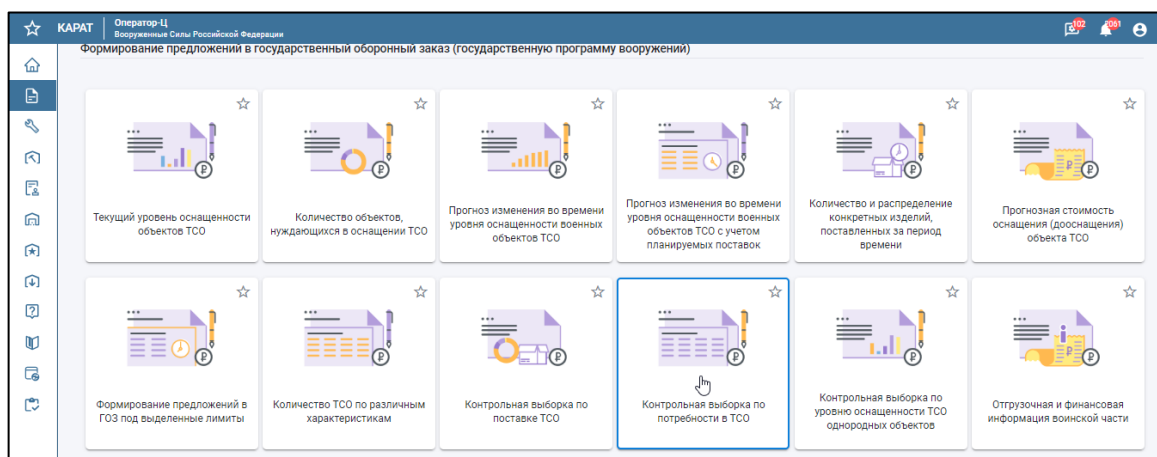 КАРАТ
Оператор-Ц
Вооруженные Силы Российской Федерации
102
2061
Формирование предложений в государственный оборонный заказ (государственную программу вооружений)
Текущий уровень оснащенности
объектов ТСО
Количество объектов,
нуждающихся в оснащении ТСО
Прогноз изменения во времени
уровня оснащенности военных
объектов ТСО
Прогноз изменения во времени
уровня оснащенности военных
объектов ТСО с учетом
планируемых поставок
Количество и распределение
конкретных изделий,
поставленных за период
времени
Прогнозная стоимость
оснащения (дооснащения)
объекта ТСО
Формирование предложений в
ГОЗ под выделенные лимиты
Количество ТСО по различным
характеристикам
Контрольная выборка по
поставке ТСО
Контрольная выборка по
потребности в ТСО
Контрольная выборка по
уровню оснащенности ТСО
однородных объектов
Отгрузочная и финансовая
информация воинской части